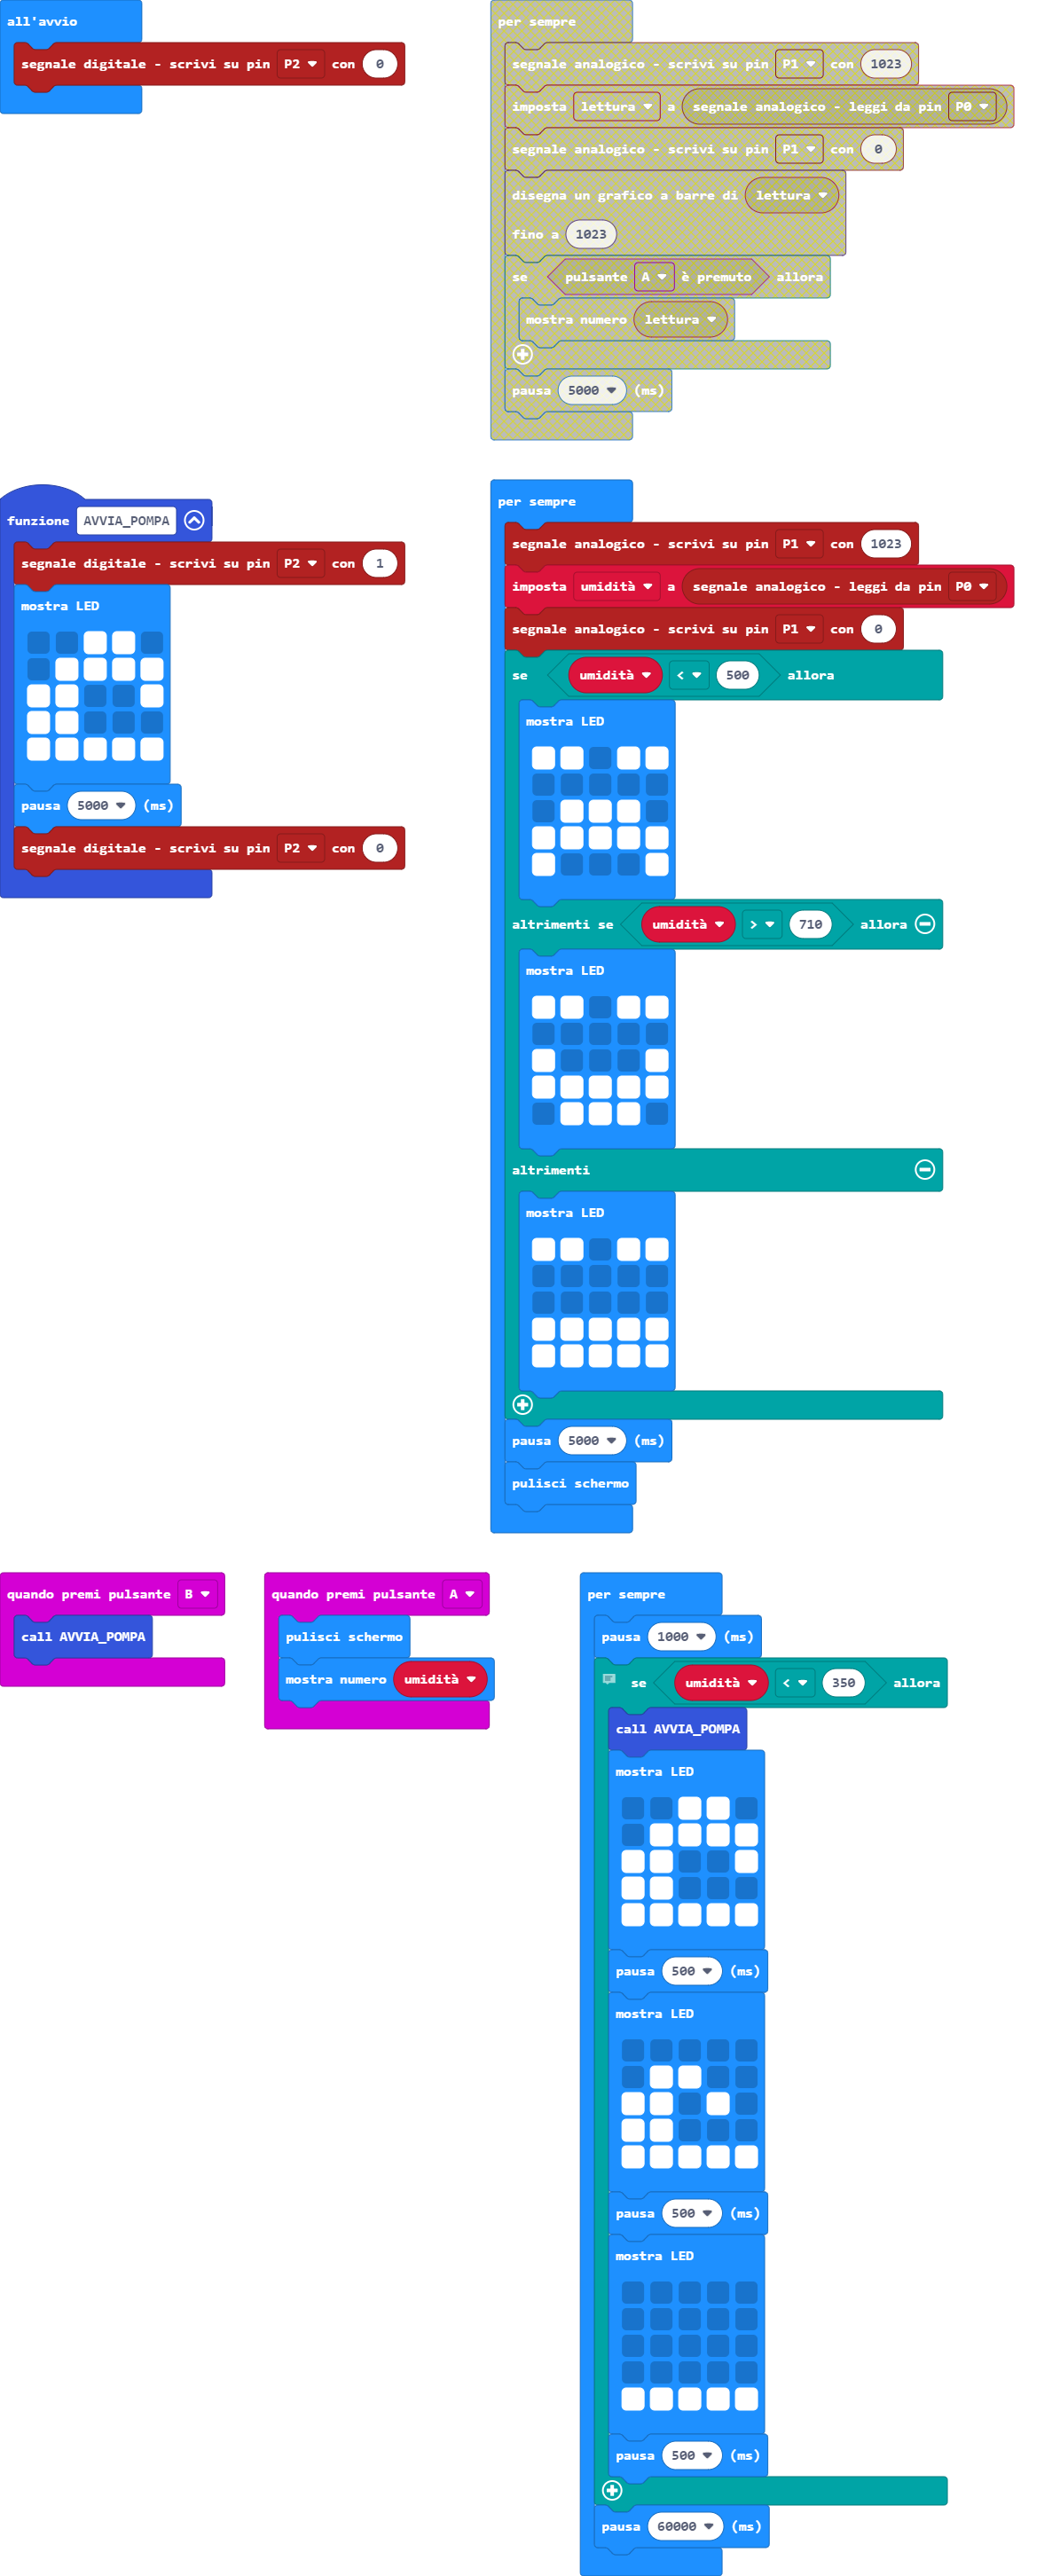 all'avvio
segnale digitale - scrivi su pin P2 con 0
per sempre
segnale analogico - scrivi su pin P1 con 1023
imposta lettura a segnale analogico - leggi da pin P0
segnale analogico - scrivi su pin P1 con 0
disegna un grafico a barre di lettura
fino a 1023
se pulsante A è premuto allora
mostra numero lettura
pausa 5000 (ms)
funzione AVVIA_POMPA
segnale digitale - scrivi su pin P2 con 1
mostra LED
pausa 5000 (ms)
segnale digitale - scrivi su pin P2 con 0
per sempre
segnale analogico - scrivi su pin P1 con 1023
imposta umidità a segnale analogico - leggi da pin P0
segnale analogico - scrivi su pin P1 con 0
se umidità < 500 allora
mostra LED
altrimenti se umidità > 710 allora
mostra LED
altrimenti
mostra LED
pausa 5000 (ms)
pulisci schermo
quando premi pulsante B
call AVVIA_POMPA
quando premi pulsante A
pulisci schermo
mostra numero umidità
per sempre
pausa 1000 (ms)
se umidità < 350 allora
call AVVIA_POMPA
mostra LED
pausa 500 (ms)
mostra LED
pausa 500 (ms)
mostra LED
pausa 500 (ms)
pausa 60000 (ms)